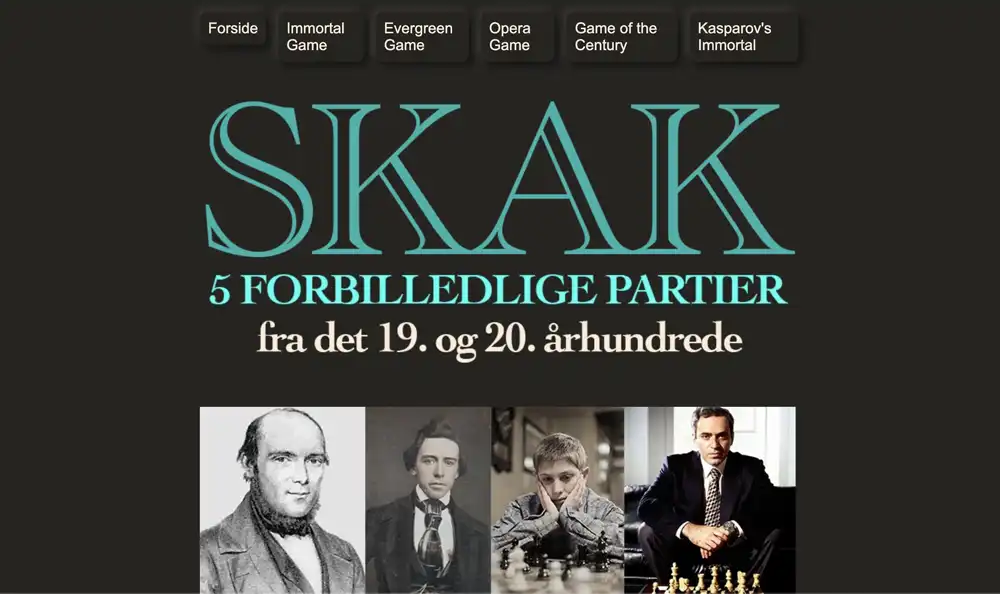 Forside
Immortal
Game
Evergreen
Game
Opera
Game
Game of the
Century
Kasparov's
Immortal
SKAK
5 FORBILLEDLIGE PARTIER
fra det 19. og 20. århundrede